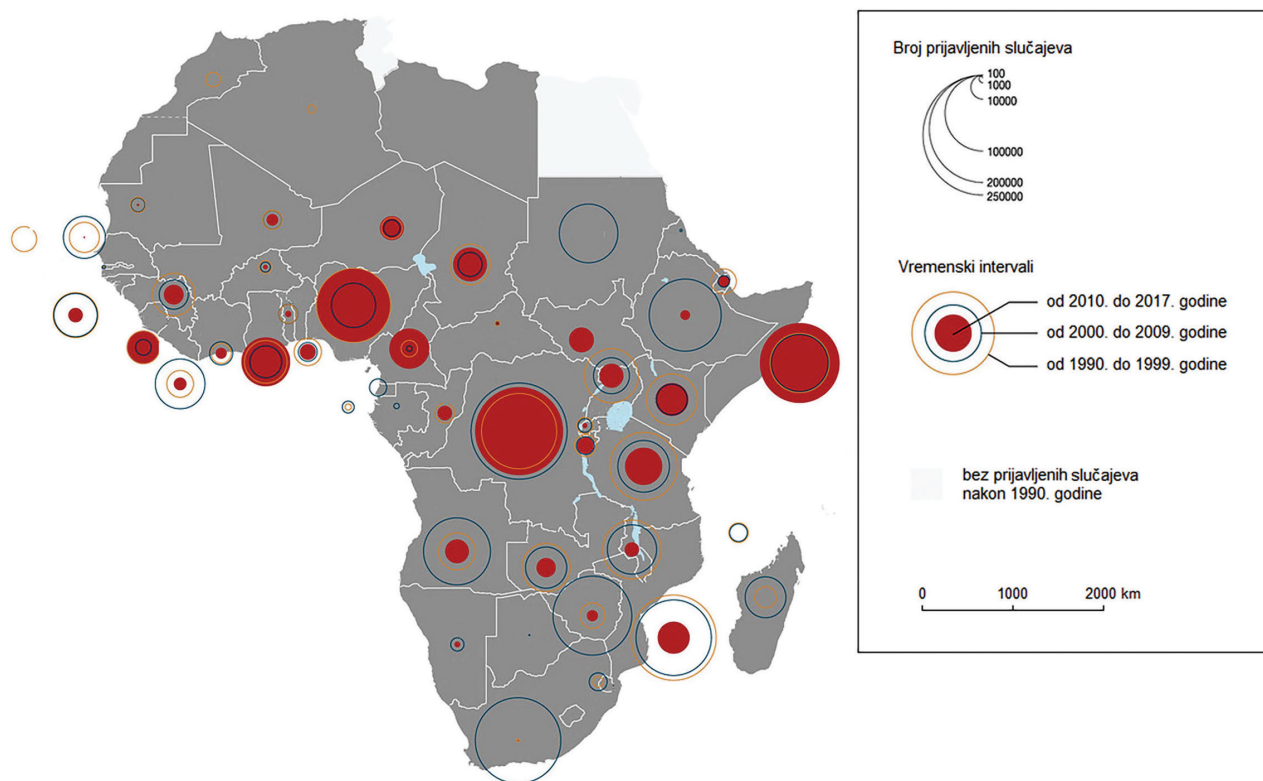 Broj prijavljenih slučajeva
100
1000
10000
100000
200000
250000
Vremenski intervali
od 2010. do 2017. godine
od 2000. do 2009. godine
od 1990. do 1999. godine
bez prijavljenih slučajeva
nakon 1990. godine
0 1000 2000 km